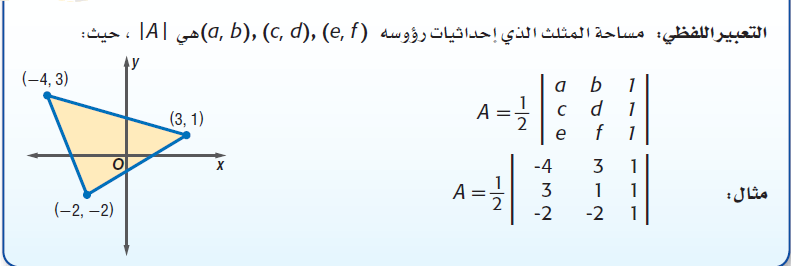 التعبير اللفظي: مساحة المثلث الذي إحداثيات رؤوسه (a, b), (c, d), (e, f) هي |A| ، حيث:
A = 1/2 | a b 1 |
| c d 1 |
| e f 1 |
مثال:
A = 1/2 | -4 3 1 |
| 3 1 1 |
| -2 -2 1 |
y
(–4, 3)
(3, 1)
O
x
(–2, –2)